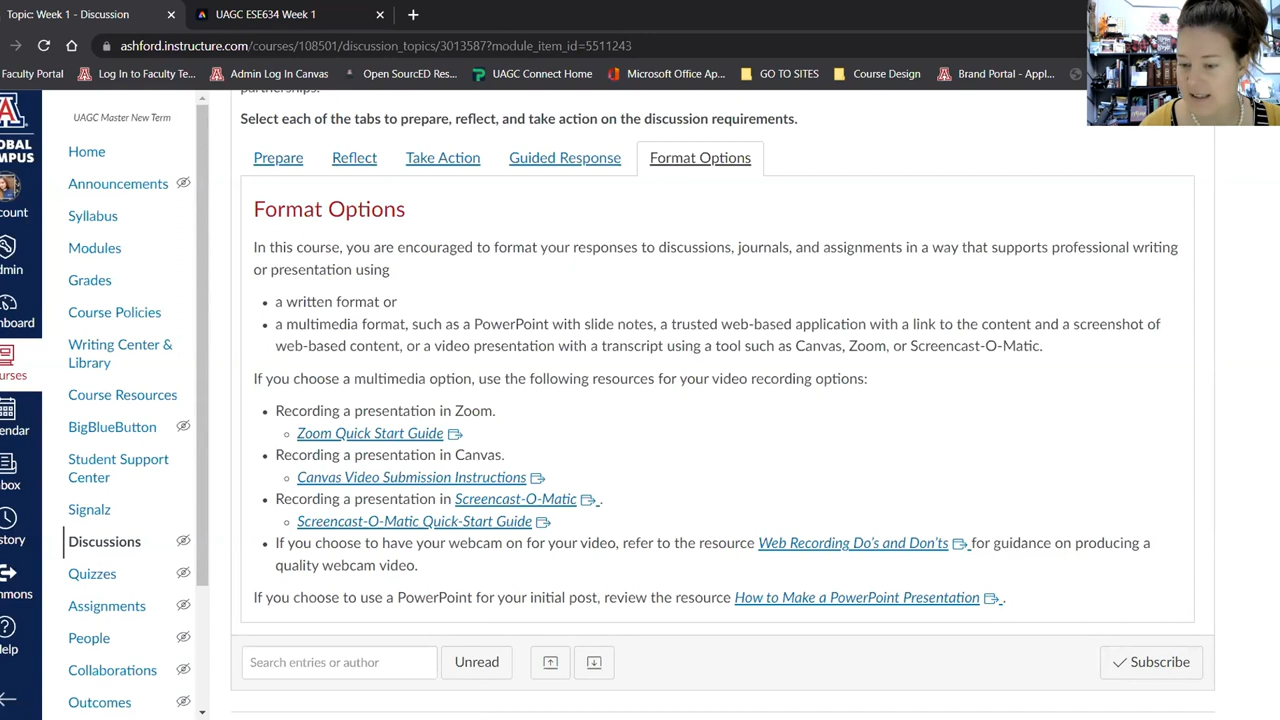 Topic: Week 1 - Discussion
UAGC ESE634 Week 1
ashford.instructure.com/courses/108501/discussion_topics/3013587?module_item_id=5511243
Faculty Portal
Log In to Faculty Te...
Admin Log In Canvas
Open SourcED Res...
UAGC Connect Home
Microsoft Office Ap...
GO TO SITES
Course Design
Brand Portal - Appl...
UAGC Master New Term
Home
Announcements
Syllabus
Modules
Grades
Course Policies
Writing Center &
Library
Course Resources
BigBlueButton
Student Support
Center
Signalz
Discussions
Quizzes
Assignments
People
Collaborations
Outcomes
partnerships.
Select each of the tabs to prepare, reflect, and take action on the discussion requirements.
Prepare
Reflect
Take Action
Guided Response
Format Options
Format Options
In this course, you are encouraged to format your responses to discussions, journals, and assignments in a way that supports professional writing
or presentation using
• a written format or
• a multimedia format, such as a PowerPoint with slide notes, a trusted web-based application with a link to the content and a screenshot of
web-based content, or a video presentation with a transcript using a tool such as Canvas, Zoom, or Screencast-O-Matic.
If you choose a multimedia option, use the following resources for your video recording options:
• Recording a presentation in Zoom.
◦ Zoom Quick Start Guide
• Recording a presentation in Canvas.
◦ Canvas Video Submission Instructions
• Recording a presentation in Screencast-O-Matic .
◦ Screencast-O-Matic Quick-Start Guide
• If you choose to have your webcam on for your video, refer to the resource Web Recording Do's and Don'ts for guidance on producing a
quality webcam video.
If you choose to use a PowerPoint for your initial post, review the resource How to Make a PowerPoint Presentation .
Search entries or author
Unread
Subscribe